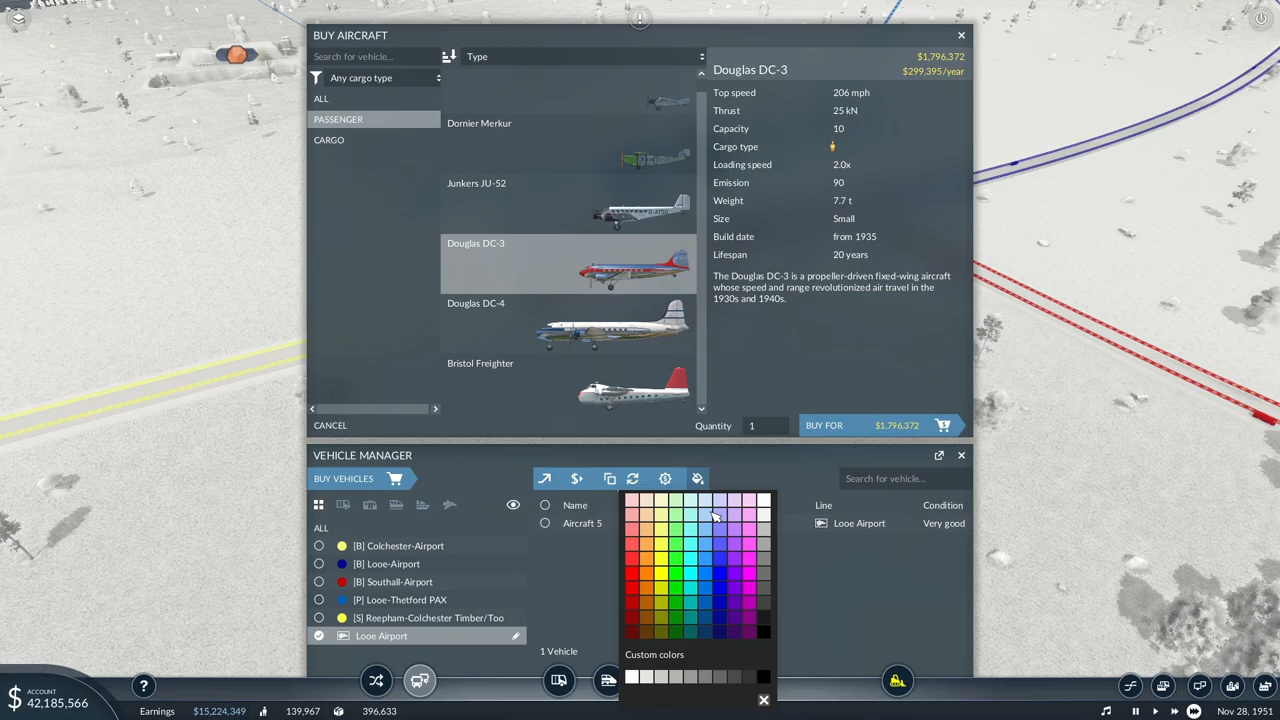 BUY AIRCRAFT
Search for vehicle...
Type
$1,796,372
Douglas DC-3
$299,395/year
Any cargo type
ALL
PASSENGER
CARGO
Dornier Merkur
Junkers JU-52
Douglas DC-3
Douglas DC-4
Bristol Freighter
Top speed 206 mph
Thrust 25 kN
Capacity 10
Cargo type
Loading speed 2.0x
Emission 90
Weight 7.7 t
Size Small
Build date from 1935
Lifespan 20 years
The Douglas DC-3 is a propeller-driven fixed-wing aircraft
whose speed and range revolutionized air travel in the
1930s and 1940s.
CANCEL
Quantity 1
BUY FOR $1,796,372
VEHICLE MANAGER
BUY VEHICLES
Search for vehicle...
Name Line Condition
Aircraft 5 Looe Airport Very good
ALL
[B] Colchester-Airport
[B] Looe-Airport
[B] Southall-Airport
[P] Looe-Thetford PAX
[S] Reepham-Colchester Timber/Too
Looe Airport
1 Vehicle
Custom colors
$ ACCOUNT
42,185,566
?
Earnings $15,224,349 139,967 396,633
Nov 28, 1951